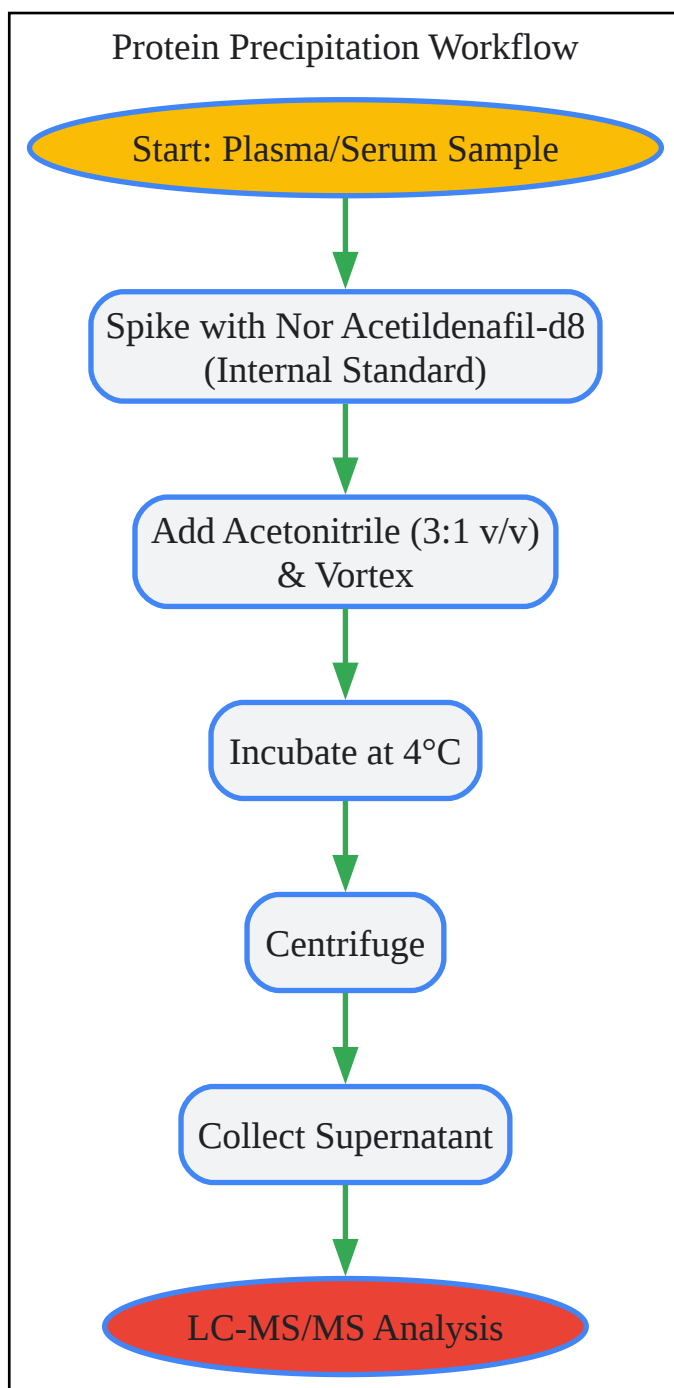 Protein Precipitation Workflow
Start: Plasma/Serum Sample
Spike with Nor Acetildenafil-d8
(Internal Standard)
Add Acetonitrile (3:1 v/v)
& Vortex
Incubate at 4°C
Centrifuge
Collect Supernatant
LC-MS/MS Analysis